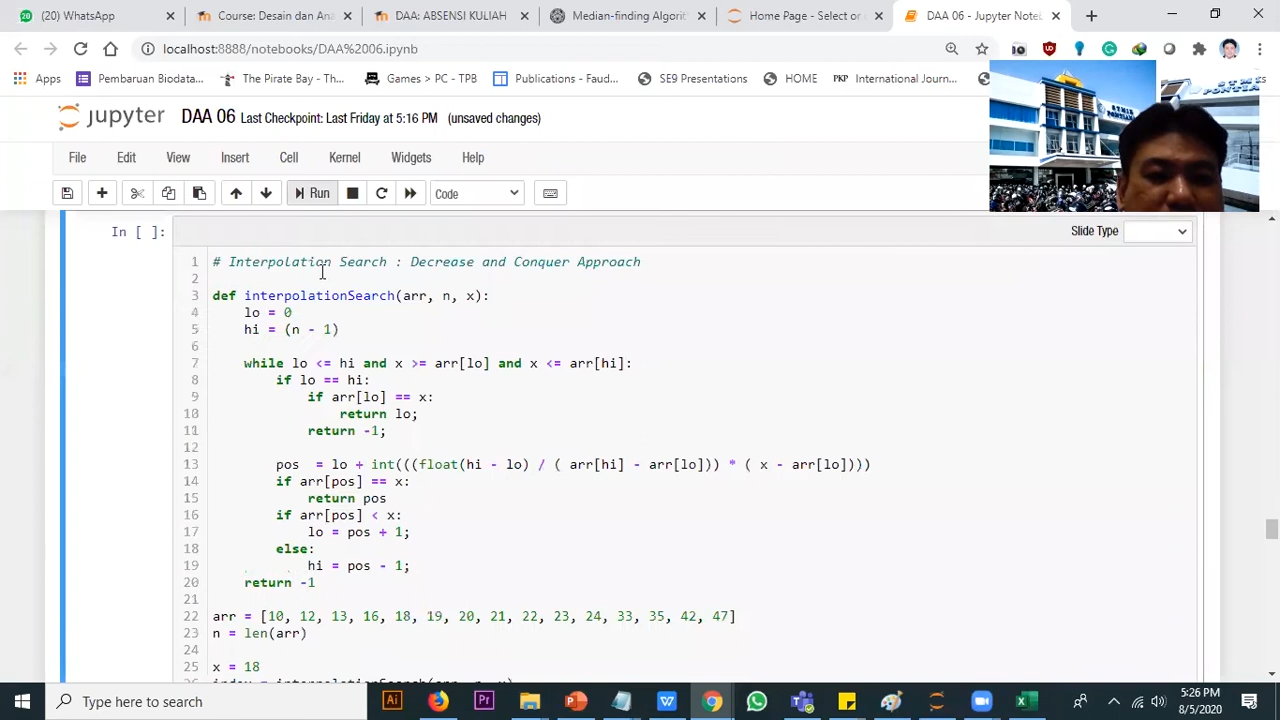 (20) WhatsApp
Course: Desain dan Ana
DAA: ABSENSI KULIAH
Median-finding Algorit
Home Page - Select or
DAA 06 - Jupyter Note
localhost:8888/notebooks/DAA%2006.ipynb
Apps
Pembaruan Biodata...
The Pirate Bay - Th...
Games > PC - TPB
Publications - Faud...
SE9 Presentations
HOME
PKP International Journ...
jupyter DAA 06 Last Checkpoint: Last Friday at 5:16 PM (unsaved changes)
File Edit View Insert Cell Kernel Widgets Help
Run Code
Slide Type
In [ ]:
1 # Interpolation Search : Decrease and Conquer Approach
2
3 def interpolationSearch(arr, n, x):
4 lo = 0
5 hi = (n - 1)
6
7 while lo <= hi and x >= arr[lo] and x <= arr[hi]:
8 if lo == hi:
9 if arr[lo] == x:
10 return lo;
11 return -1;
12
13 pos  = lo + int(((float(hi - lo) / ( arr[hi] - arr[lo])) * ( x - arr[lo])))
14 if arr[pos] == x:
15 return pos
16 if arr[pos] < x:
17 lo = pos + 1;
18 else:
19 hi = pos - 1;
20 return -1
21
22 arr = [10, 12, 13, 16, 18, 19, 20, 21, 22, 23, 24, 33, 35, 42, 47]
23 n = len(arr)
24
25 x = 18
Type here to search
5:26 PM
8/5/2020